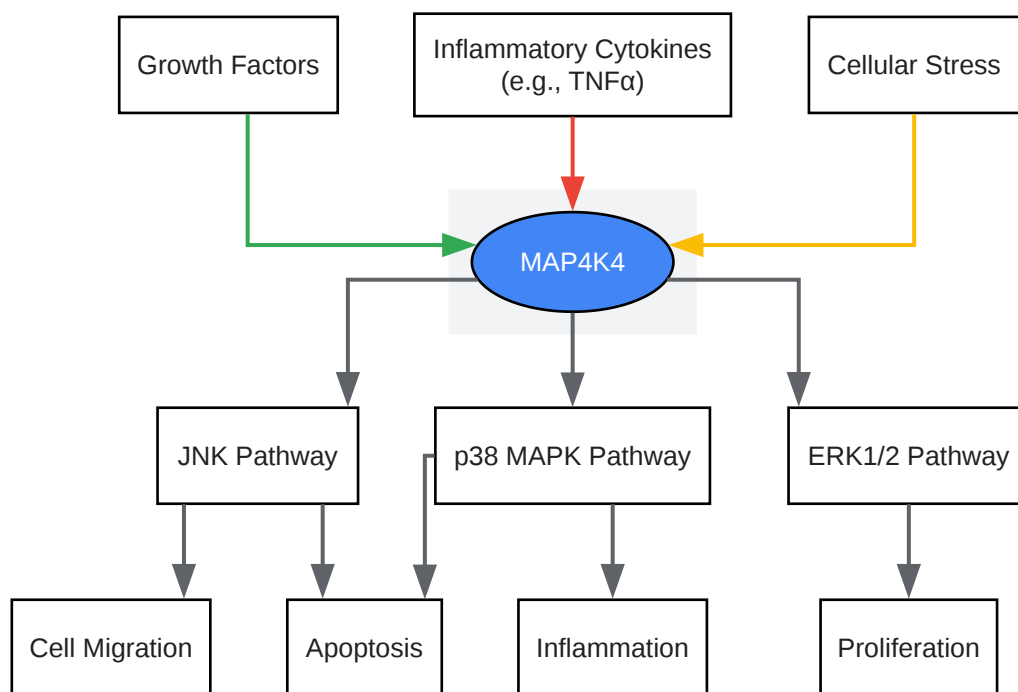 Growth Factors
Inflammatory Cytokines
(e.g., TNFα)
Cellular Stress
MAP4K4
JNK Pathway
p38 MAPK Pathway
ERK1/2 Pathway
Cell Migration
Apoptosis
Inflammation
Proliferation